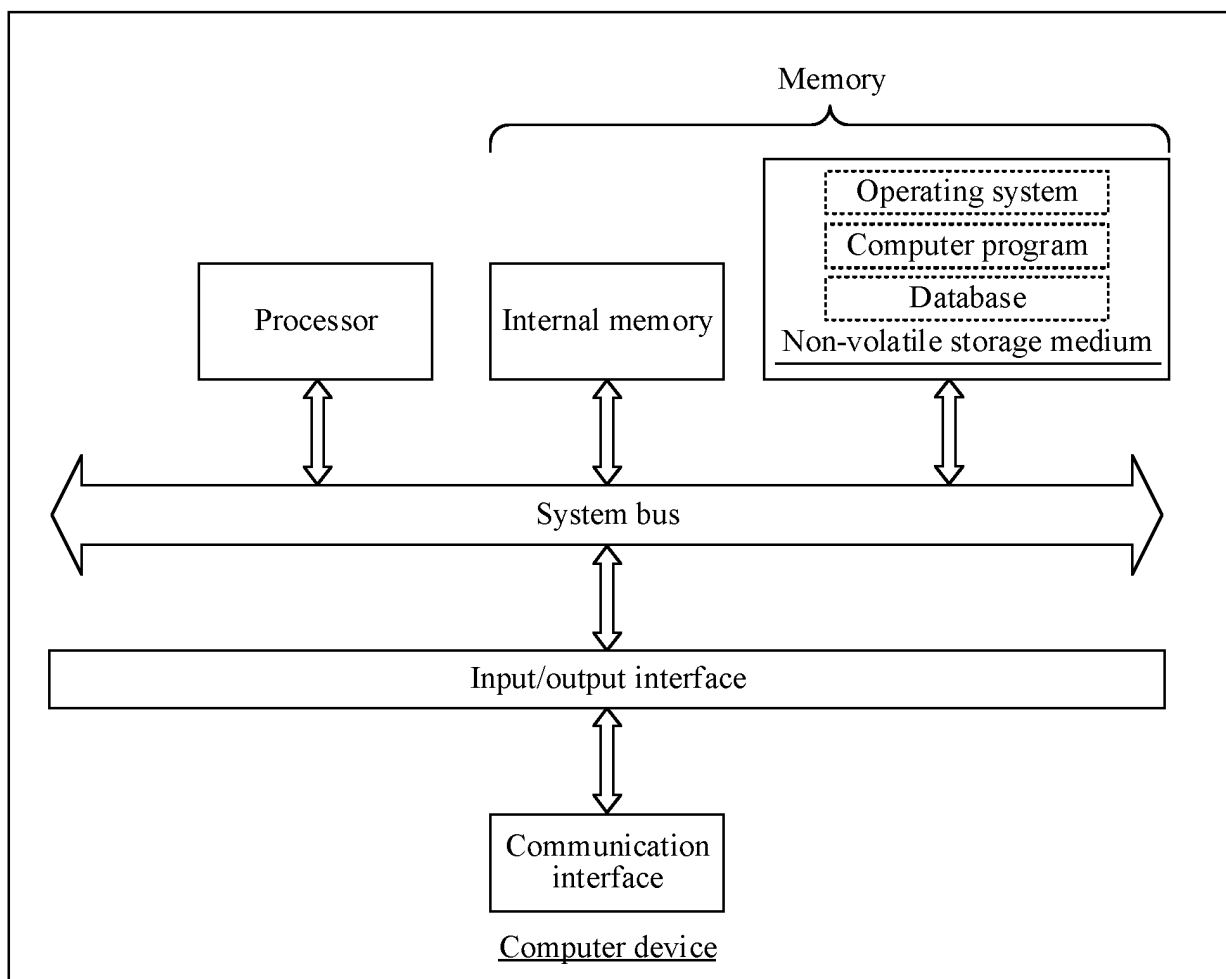 Memory
Operating system
Computer program
Database
Non-volatile storage medium
Processor
Internal memory
System bus
Input/output interface
Communication
interface
Computer device